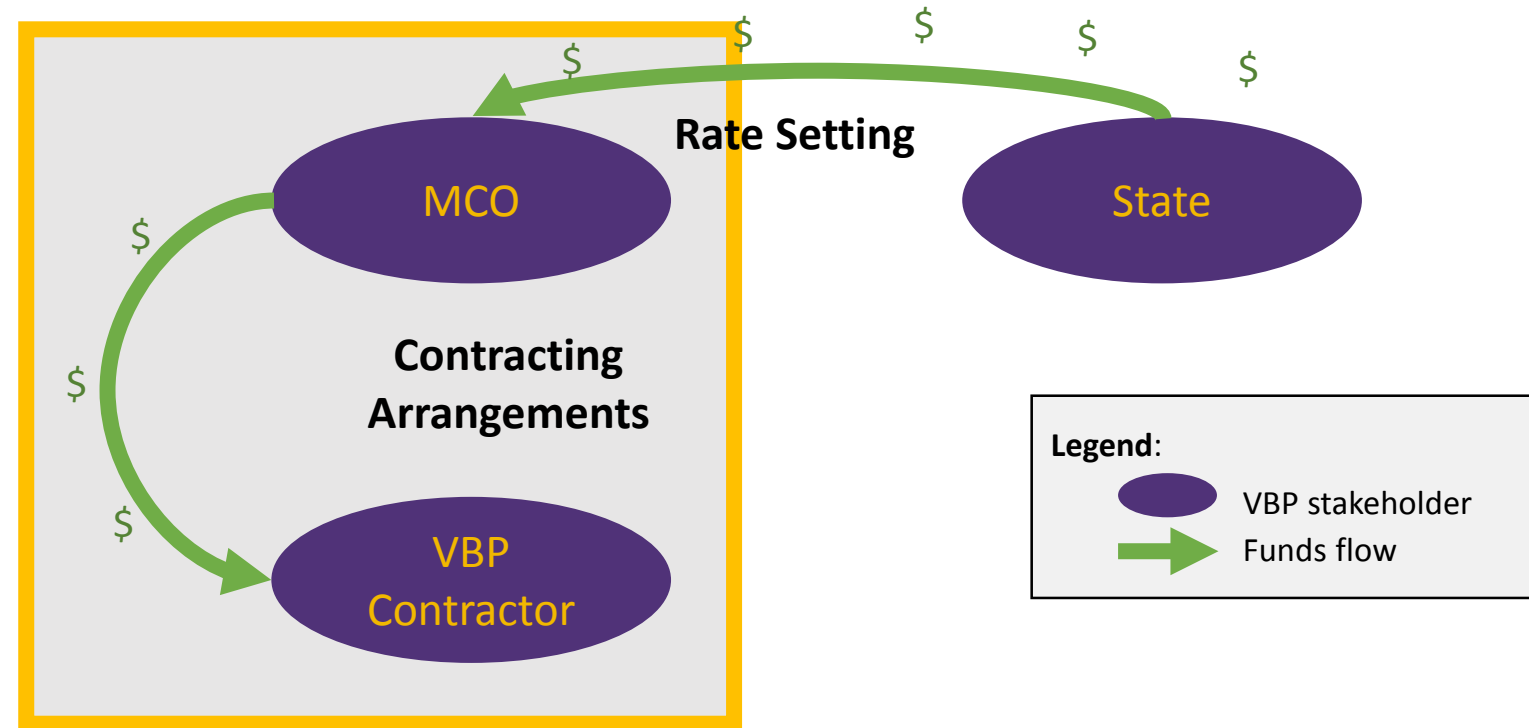 $ $ $ $ $
Rate Setting
MCO
State
$
$
$
Contracting
Arrangements
VBP
Contractor
Legend:
VBP stakeholder
Funds flow